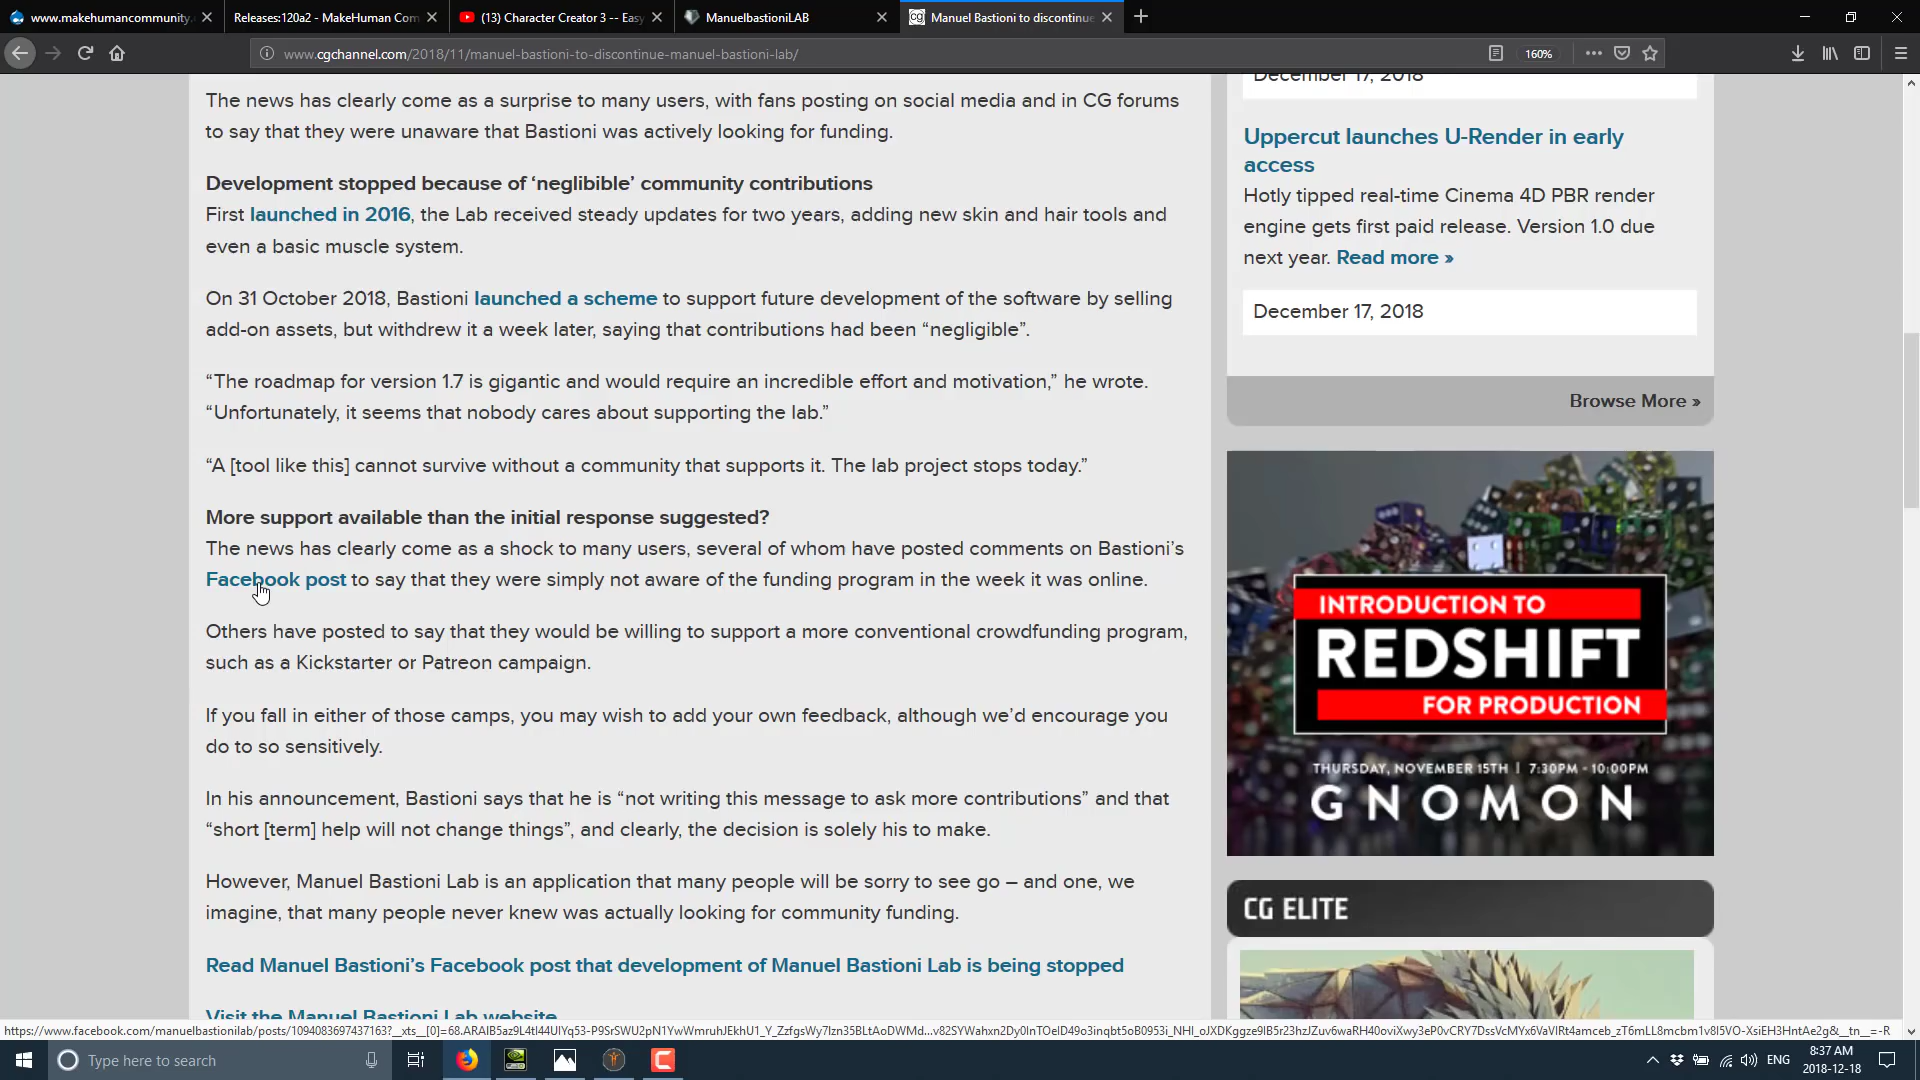 www.makehumancommunity.
Releases:120a2 - MakeHuman Com
(13) Character Creator 3 -- Easy
ManuelbastioniLAB
Manuel Bastioni to discontinue
www.cgchannel.com/2018/11/manuel-bastioni-to-discontinue-manuel-bastioni-lab/
160%
The news has clearly come as a surprise to many users, with fans posting on social media and in CG forums
to say that they were unaware that Bastioni was actively looking for funding.
Development stopped because of ‘neglibible’ community contributions
First launched in 2016, the Lab received steady updates for two years, adding new skin and hair tools and
even a basic muscle system.
On 31 October 2018, Bastioni launched a scheme to support future development of the software by selling
add-on assets, but withdrew it a week later, saying that contributions had been “negligible”.
“The roadmap for version 1.7 is gigantic and would require an incredible effort and motivation,” he wrote.
“Unfortunately, it seems that nobody cares about supporting the lab.”
“A [tool like this] cannot survive without a community that supports it. The lab project stops today.”
More support available than the initial response suggested?
The news has clearly come as a shock to many users, several of whom have posted comments on Bastioni’s
Facebook post to say that they were simply not aware of the funding program in the week it was online.
Others have posted to say that they would be willing to support a more conventional crowdfunding program,
such as a Kickstarter or Patreon campaign.
If you fall in either of those camps, you may wish to add your own feedback, although we’d encourage you
do to so sensitively.
In his announcement, Bastioni says that he is “not writing this message to ask more contributions” and that
“short [term] help will not change things”, and clearly, the decision is solely his to make.
However, Manuel Bastioni Lab is an application that many people will be sorry to see go – and one, we
imagine, that many people never knew was actually looking for community funding.
Read Manuel Bastioni’s Facebook post that development of Manuel Bastioni Lab is being stopped
Visit the Manuel Bastioni Lab website
December 17, 2018
Uppercut launches U-Render in early
access
Hotly tipped real-time Cinema 4D PBR render
engine gets first paid release. Version 1.0 due
next year. Read more »
December 17, 2018
Browse More »
INTRODUCTION TO
REDSHIFT
FOR PRODUCTION
THURSDAY, NOVEMBER 15TH | 7:30PM - 10:00PM
GNOMON
CG ELITE
Type here to search
ENG
8:37 AM
2018-12-18